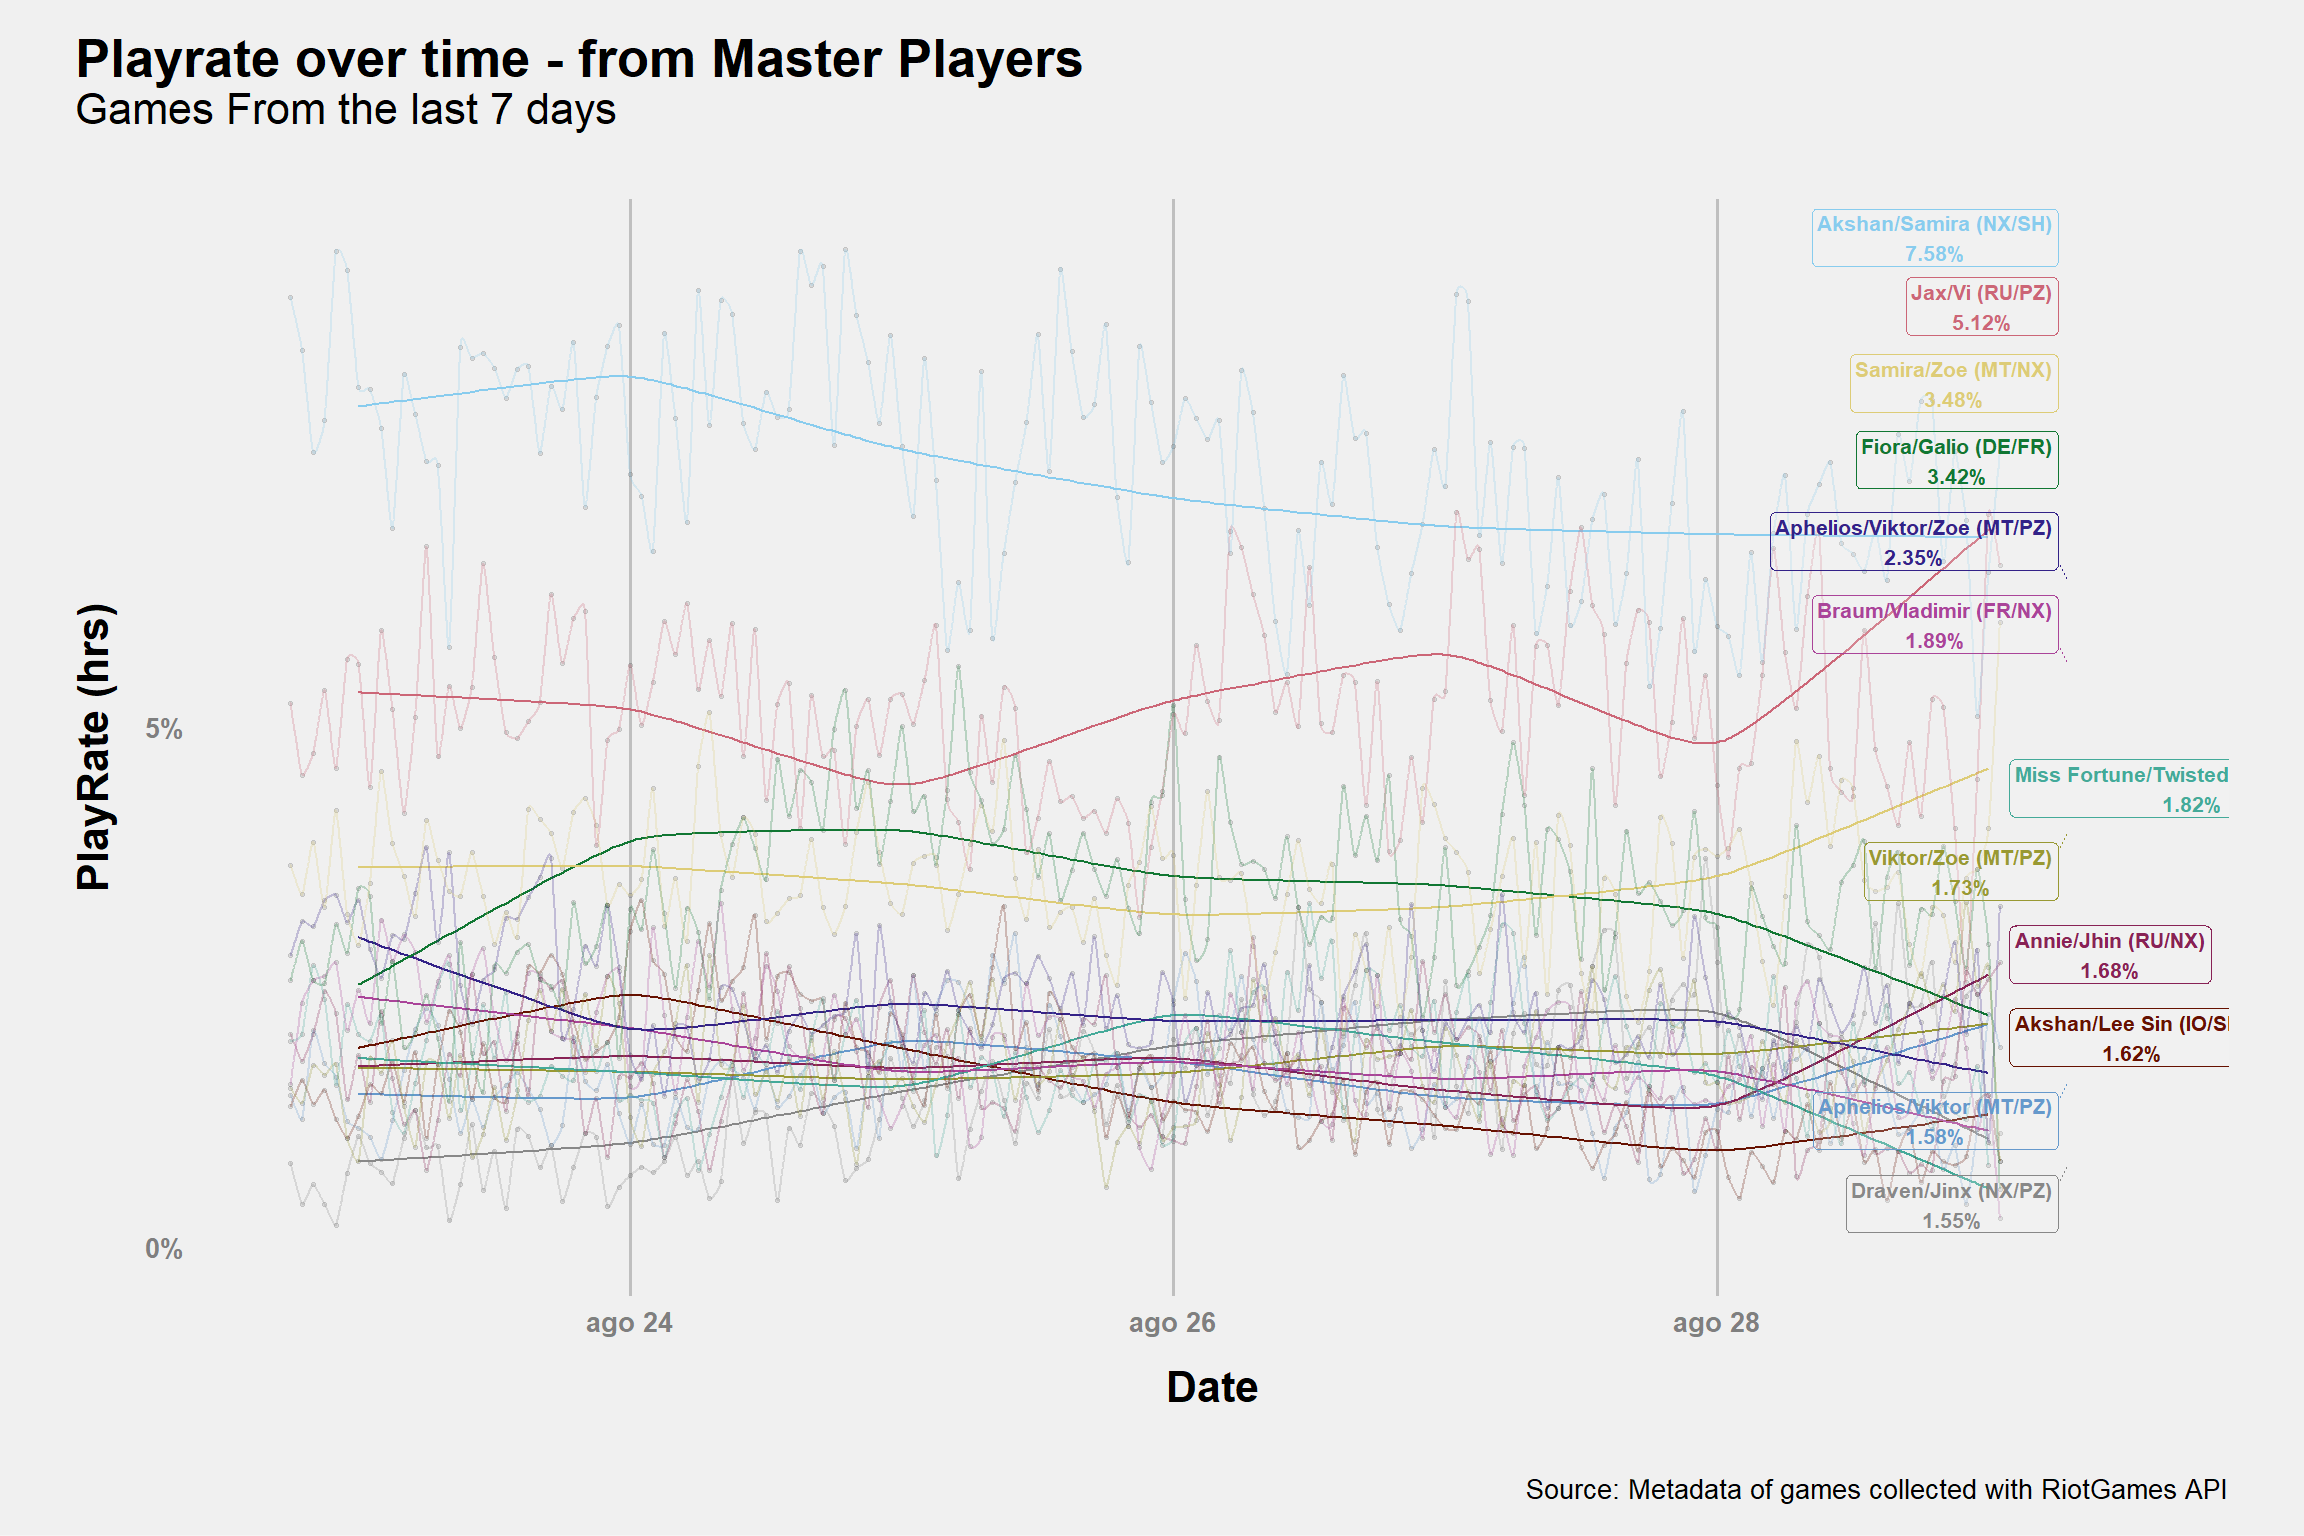 Playrate over time - from Master Players
Games From the last 7 days
Akshan/Samira (NX/SH)
7.58%
Jax/Vi (RU/PZ)
5.12%
Samira/Zoe (MT/NX)
3.48%
Fiora/Galio (DE/FR)
3.42%
Aphelios/Viktor/Zoe (MT/PZ)
2.35%
Braum/Vladimir (FR/NX)
1.89%
Miss Fortune/Twisted
1.82%
Viktor/Zoe (MT/PZ)
1.73%
Annie/Jhin (RU/NX)
1.68%
Akshan/Lee Sin (IO/S
1.62%
Aphelios/Viktor (MT/PZ)
1.58%
Draven/Jinx (NX/PZ)
1.55%
PlayRate (hrs)
5%
0%
ago 24
ago 26
ago 28
Date
Source: Metadata of games collected with RiotGames API